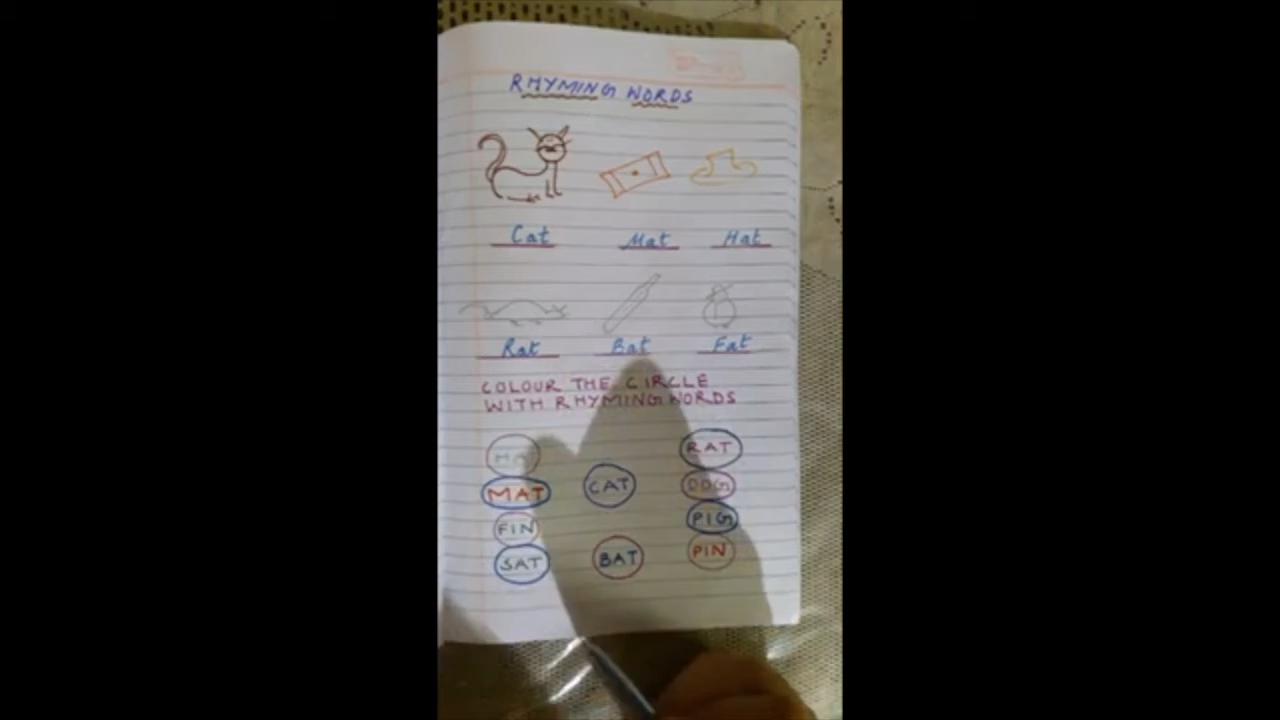 RHYMING WORDS
Cat Mat Hat
Rat Bat Fat
COLOUR THE CIRCLE
WITH RHYMING WORDS
RAT
MAT CAT DOG
FIN PIG
SAT BAT PIN